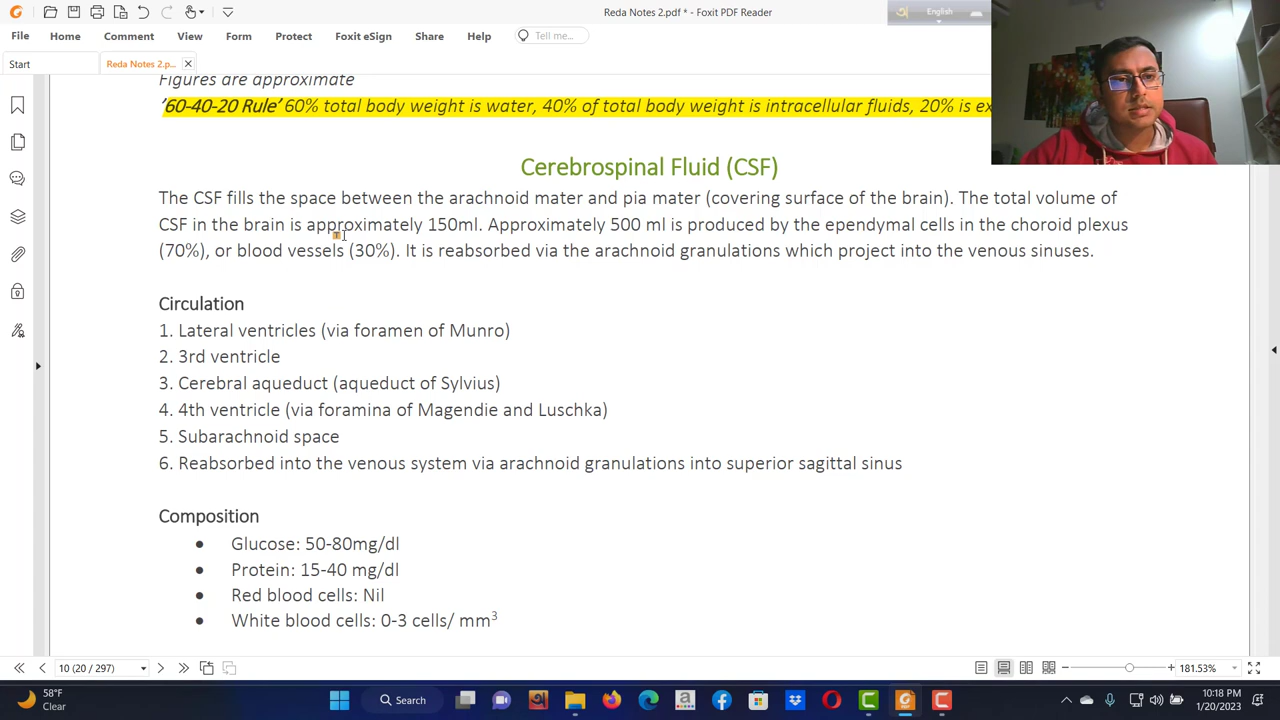 Reda Notes 2.pdf * - Foxit PDF Reader
English
File Home Comment View Form Protect Foxit eSign Share Help Tell me...
Start Reda Notes 2.p...
Figures are approximate
'60-40-20 Rule' 60% total body weight is water, 40% of total body weight is intracellular fluids, 20% is ex
Cerebrospinal Fluid (CSF)
The CSF fills the space between the arachnoid mater and pia mater (covering surface of the brain). The total volume of
CSF in the brain is approximately 150ml. Approximately 500 ml is produced by the ependymal cells in the choroid plexus
(70%), or blood vessels (30%). It is reabsorbed via the arachnoid granulations which project into the venous sinuses.
Circulation
1. Lateral ventricles (via foramen of Munro)
2. 3rd ventricle
3. Cerebral aqueduct (aqueduct of Sylvius)
4. 4th ventricle (via foramina of Magendie and Luschka)
5. Subarachnoid space
6. Reabsorbed into the venous system via arachnoid granulations into superior sagittal sinus
Composition
● Glucose: 50-80mg/dl
● Protein: 15-40 mg/dl
● Red blood cells: Nil
● White blood cells: 0-3 cells/ mm³
10 (20 / 297) 181.53%
58°F
Clear
Search
10:18 PM
1/20/2023